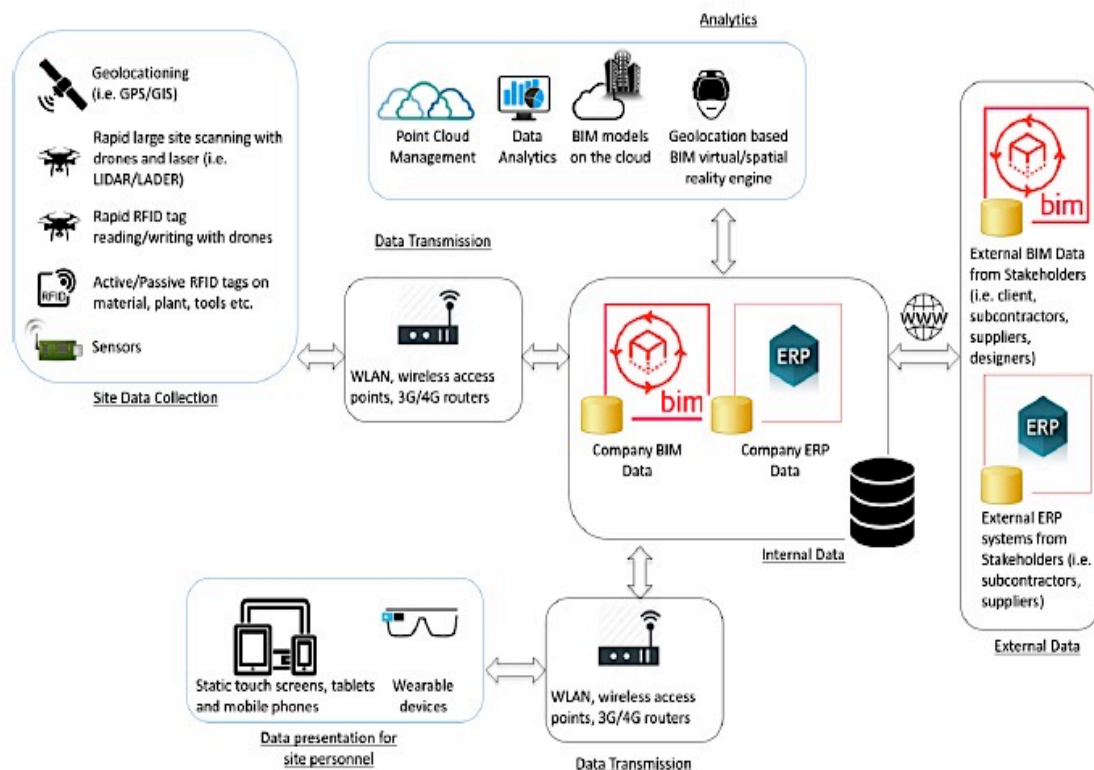 Analytics
Geolocationing
(i.e. GPS/GIS)
Rapid large site scanning with
drones and laser (i.e.
LIDAR/LADER)
Rapid RFID tag
reading/writing with drones
RFID
Active/Passive RFID tags on
material, plant, tools etc.
Sensors
Site Data Collection
Point Cloud
Management
Data
Analytics
BIM models
on the cloud
Geolocation based
BIM virtual/spatial
reality engine
Data Transmission
WLAN, wireless access
points, 3G/4G routers
bim
Company BIM
Data
ERP
Company ERP
Data
Internal Data
WWW
bim
External BIM Data
from Stakeholders
(i.e. client,
subcontractors,
suppliers,
designers)
ERP
External ERP
systems from
Stakeholders (i.e.
subcontractors,
suppliers)
External Data
Static touch screens, tablets
and mobile phones
Wearable
devices
Data presentation for
site personnel
WLAN, wireless access
points, 3G/4G routers
Data Transmission